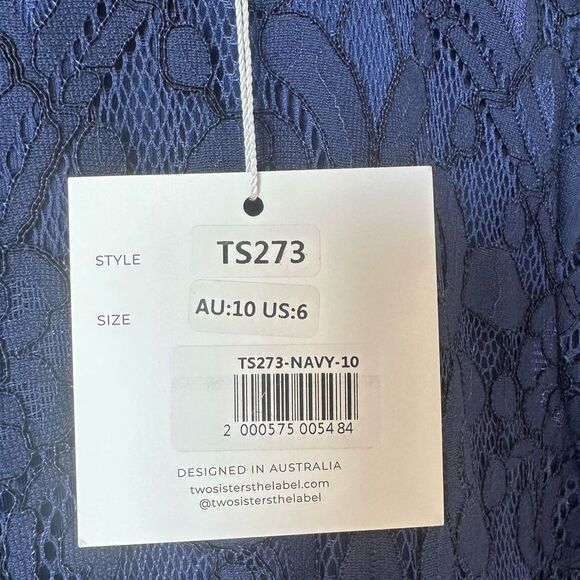 STYLE TS273
SIZE AU:10 US:6
TS273-NAVY-10
2 000575 005484
DESIGNED IN AUSTRALIA
twosistersthelabel.com
@twosistersthelabel